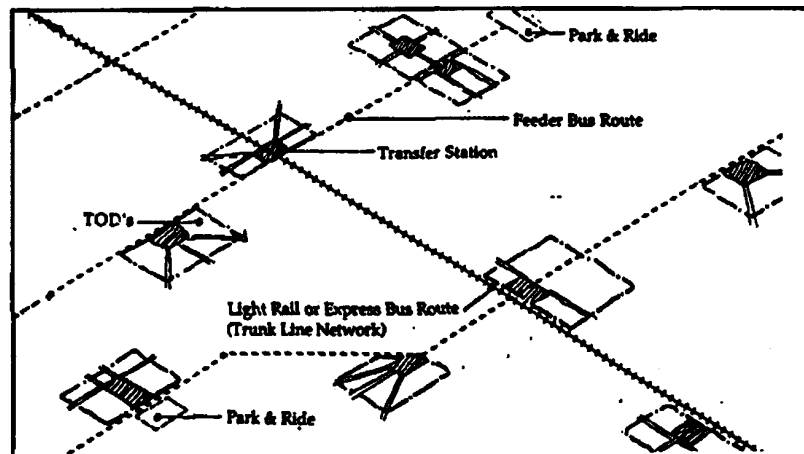 Park & Ride
Feeder Bus Route
Transfer Station
TOD's
Light Rail or Express Bus Route
(Trunk Line Network)
Park & Ride